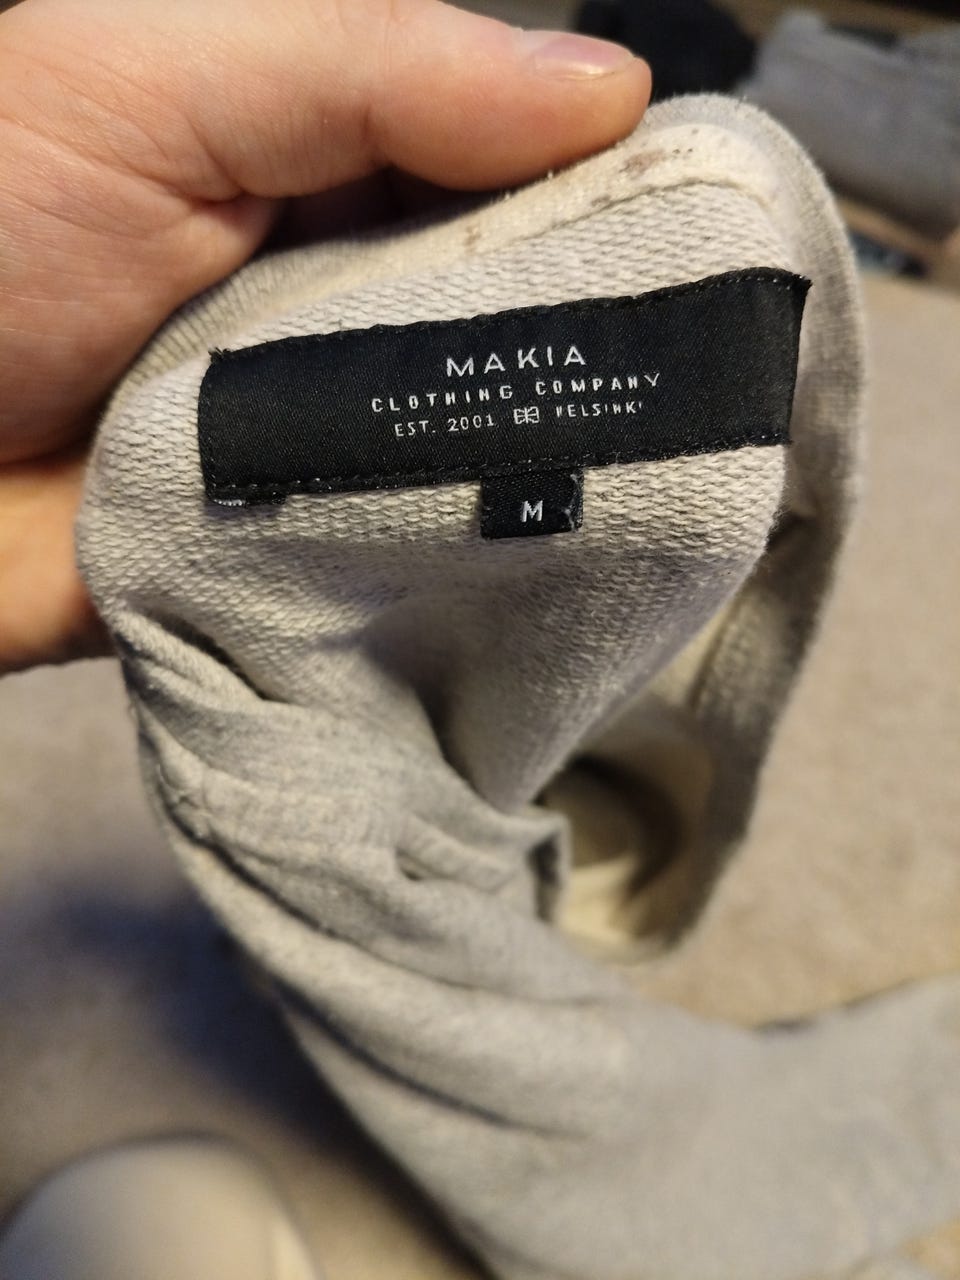 MAKIA
CLOTHING COMPANY
EST. 2001 HELSINKI
M